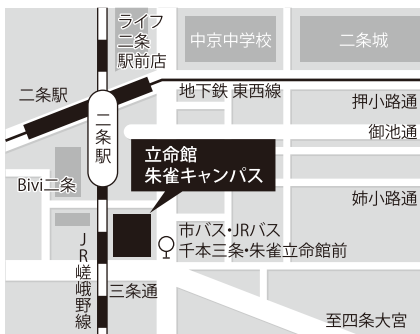 ライフ
二条
駅前店
中京中学校
二条城
二条駅
地下鉄 東西線
押小路通
二条駅
御池通
立命館
朱雀キャンパス
Bivi二条
姉小路通
市バス・JRバス
千本三条・朱雀立命館前
JR嵯峨野線
三条通
至四条大宮